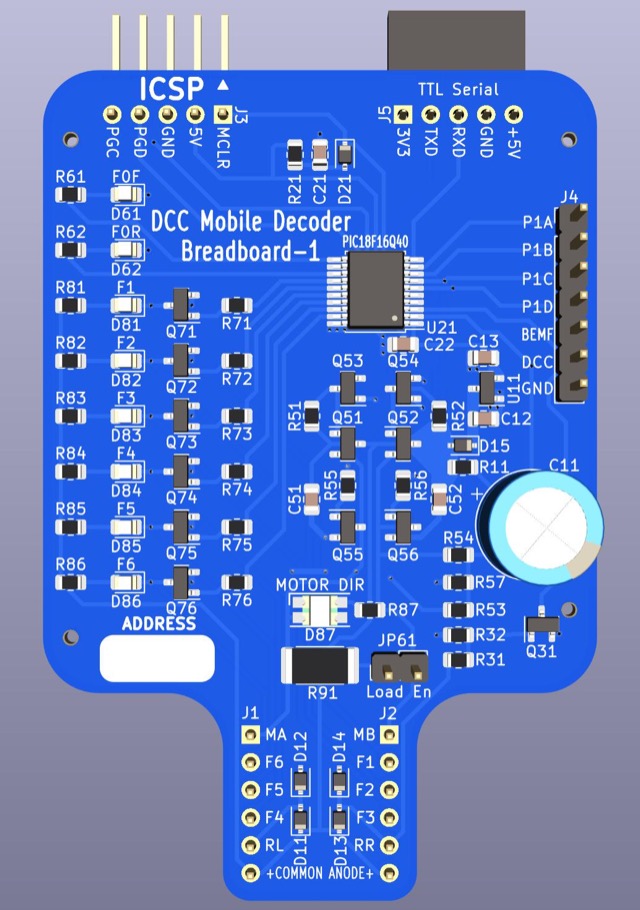 ICSP
TTL Serial
PGC
PGD
GND
5V
MCLR
J3
J5
3V3
TXD
RXD
GND
+5V
R21
C21
D21
R61
F0F
D61
J4
P1A
P1B
P1C
P1D
BEMF
DCC
GND
DCC Mobile Decoder
Breadboard-1
PIC18F16Q40
R62
F0R
D62
R81
F1
D81
Q71
R71
U21
C22
C13
R82
F2
D82
Q72
R72
Q53
Q54
U11
R83
F3
D83
Q73
R73
R51
Q51
Q52
R52
C12
D15
R11
C11
+
R84
F4
D84
Q74
R74
C51
R55
R56
C52
R85
F5
D85
Q75
R75
Q55
Q56
R54
R86
F6
D86
Q76
R76
MOTOR DIR
D87
R87
R57
R53
R32
R31
Q31
ADDRESS
JP61
R91
Load En
J1
J2
MA
D12
D14
MB
F6
F1
F5
F2
F4
D11
D13
F3
RL
RR
+COMMON ANODE+